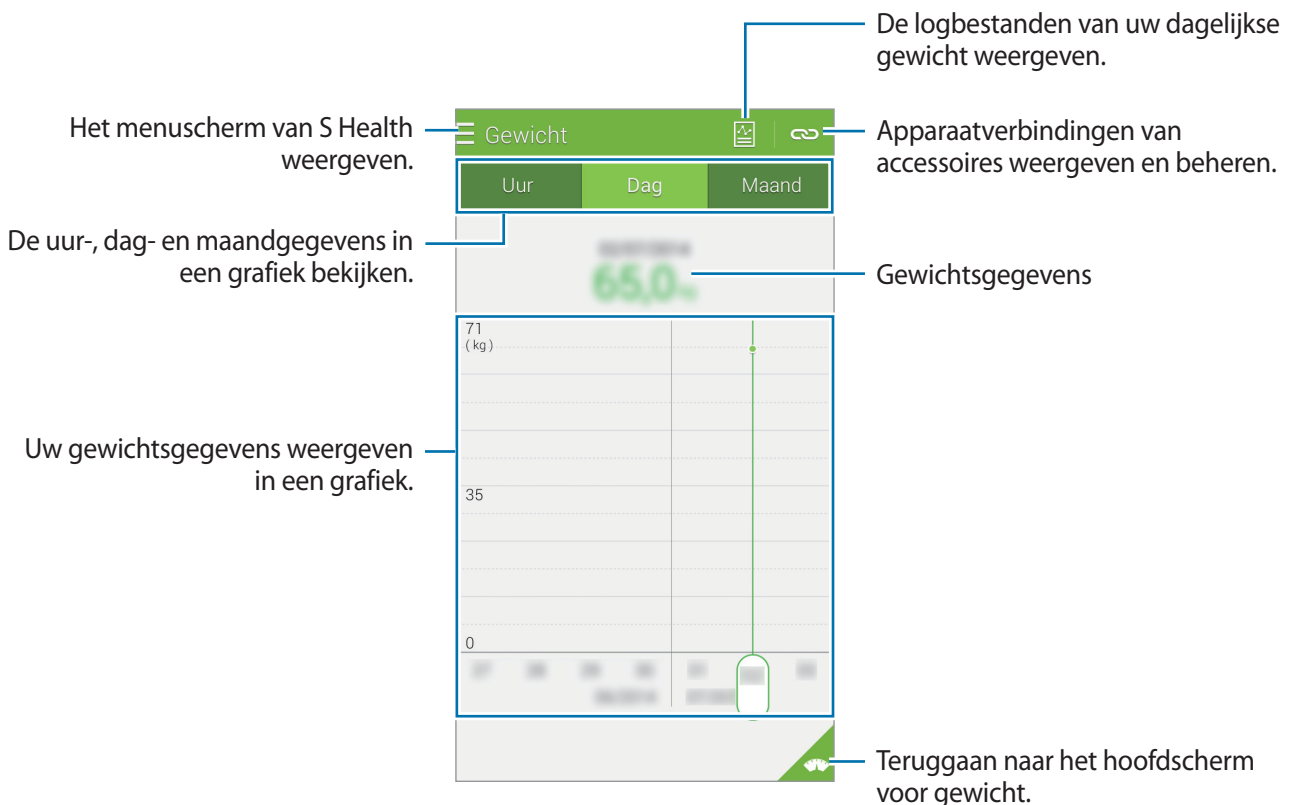 De logbestanden van uw dagelijkse
gewicht weergeven.
Het menuscherm van S Health
weergeven.
Gewicht
Apparaatverbindingen van
accessoires weergeven en beheren.
Uur
Dag
Maand
De uur-, dag- en maandgegevens in
een grafiek bekijken.
65,0
Gewichtsgegevens
71
(kg)
Uw gewichtsgegevens weergeven
in een grafiek.
35
0
Teruggaan naar het hoofdscherm
voor gewicht.